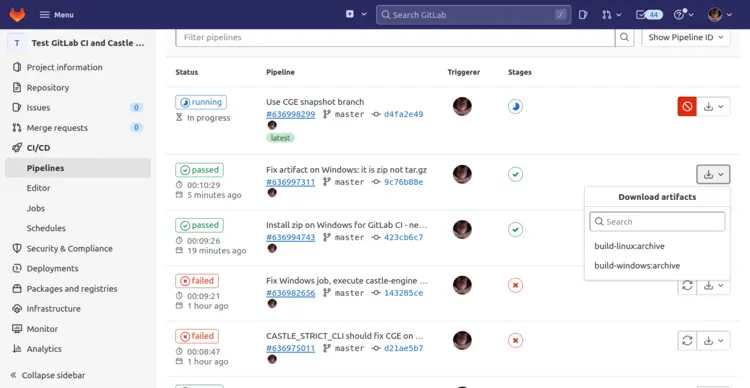 Menu
Search GitLab
/
44
T Test GitLab CI and Castle ...
Project information
Repository
Issues 0
Merge requests 0
CI/CD
Pipelines
Editor
Jobs
Schedules
Security & Compliance
Deployments
Packages and registries
Infrastructure
Monitor
Analytics
Collapse sidebar
Filter pipelines
Show Pipeline ID
Status Pipeline Triggerer Stages
running
In progress
Use CGE snapshot branch
#636998299 master d4fa2e49
latest
passed
00:10:29
5 minutes ago
Fix artifact on Windows: it is zip not tar.gz
#636997311 master 9c76b88e
Download artifacts
Search
build-linux:archive
build-windows:archive
passed
00:09:26
19 minutes ago
Install zip on Windows for GitLab CI - ne...
#636994743 master 423cb6c7
failed
00:09:21
1 hour ago
Fix Windows job, execute castle-engine ...
#636982656 master 143285ce
failed
00:08:47
1 hour ago
CASTLE_STRICT_CLI should fix CGE on ...
#636975011 master d21ae5b7